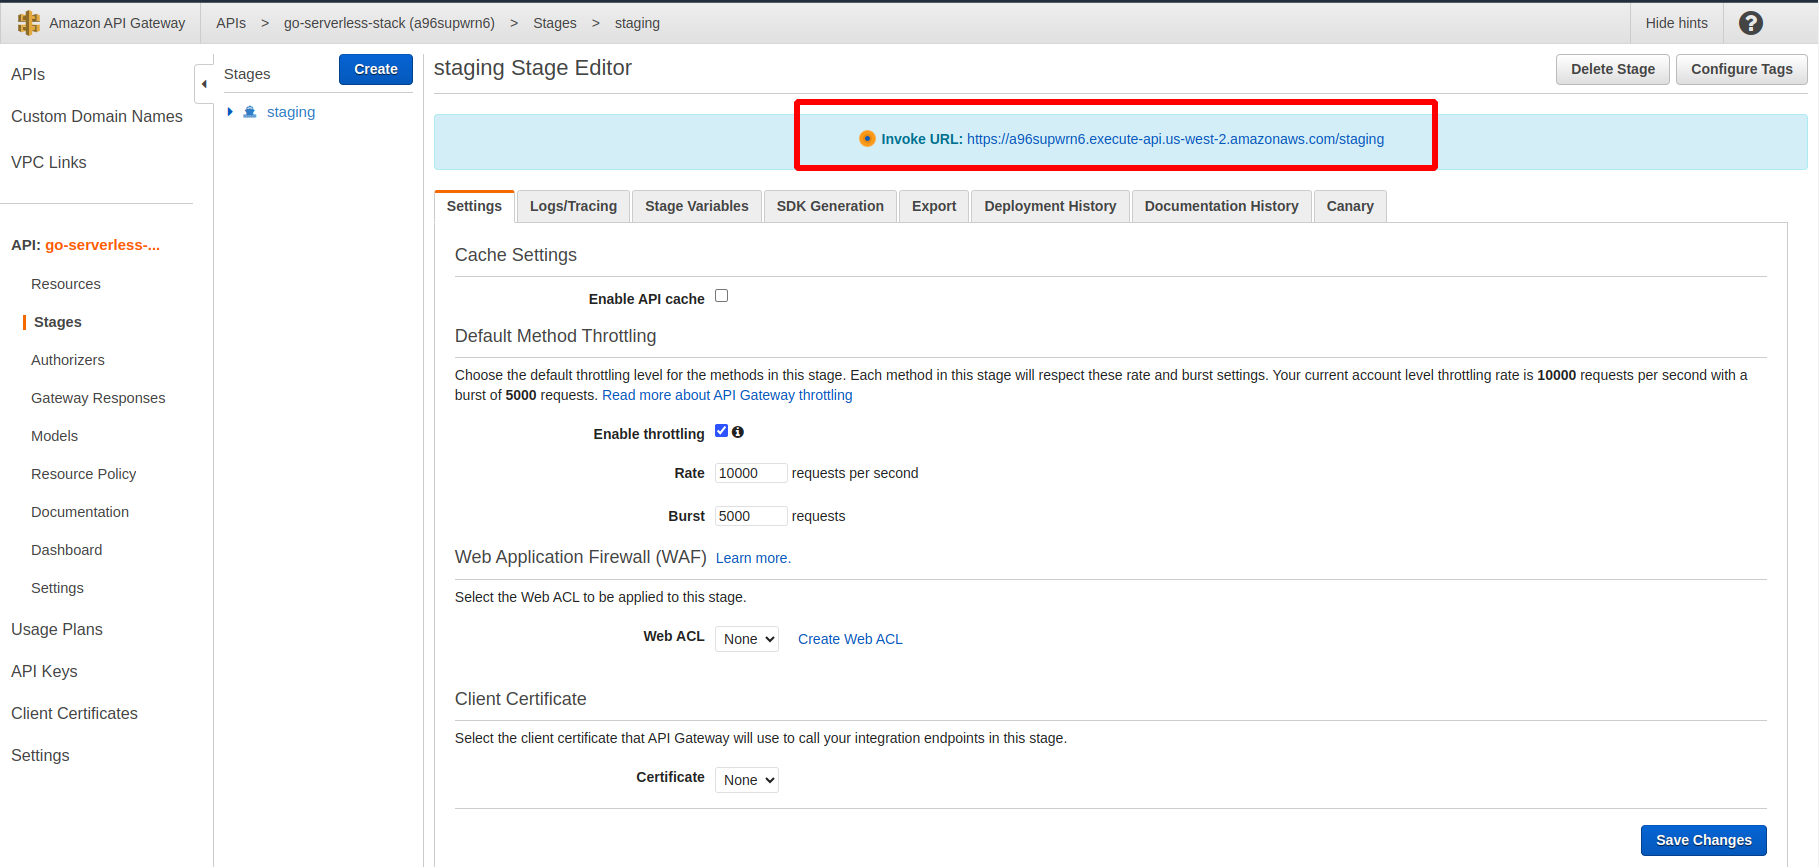 Amazon API Gateway
APIs > go-serverless-stack (a96supwrn6) > Stages > staging
Hide hints
?
APIs
Custom Domain Names
VPC Links
API: go-serverless-...
Resources
Stages
Authorizers
Gateway Responses
Models
Resource Policy
Documentation
Dashboard
Settings
Usage Plans
API Keys
Client Certificates
Settings
Stages
Create
staging
staging Stage Editor
Delete Stage
Configure Tags
Invoke URL: https://a96supwrn6.execute-api.us-west-2.amazonaws.com/staging
Settings
Logs/Tracing
Stage Variables
SDK Generation
Export
Deployment History
Documentation History
Canary
Cache Settings
Enable API cache
Default Method Throttling
Choose the default throttling level for the methods in this stage. Each method in this stage will respect these rate and burst settings. Your current account level throttling rate is 10000 requests per second with a
burst of 5000 requests. Read more about API Gateway throttling
Enable throttling
Rate 10000 requests per second
Burst 5000 requests
Web Application Firewall (WAF) Learn more.
Select the Web ACL to be applied to this stage.
Web ACL None Create Web ACL
Client Certificate
Select the client certificate that API Gateway will use to call your integration endpoints in this stage.
Certificate None
Save Changes